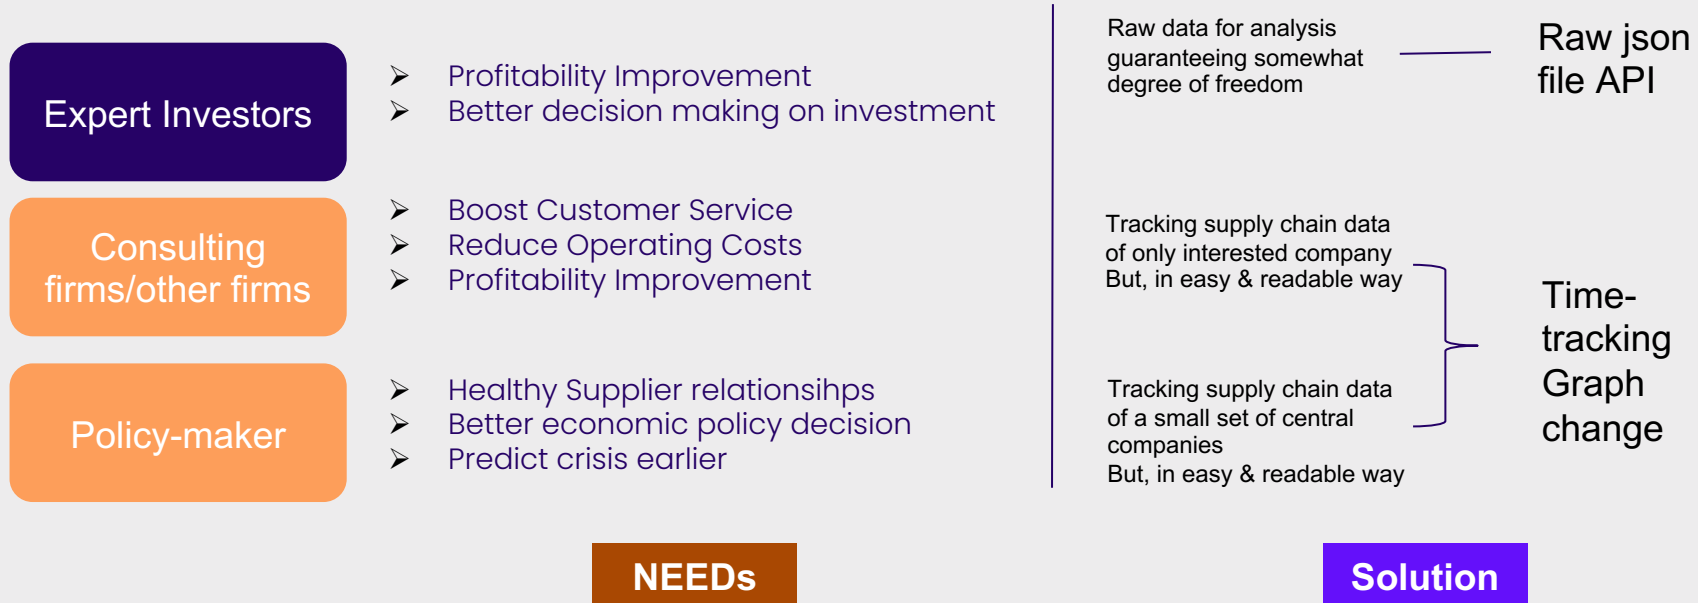 Expert Investors
➢ Profitability Improvement
➢ Better decision making on investment
Raw data for analysis
guaranteeing somewhat
degree of freedom
Raw json
file API
Consulting
firms/other firms
➢ Boost Customer Service
➢ Reduce Operating Costs
➢ Profitability Improvement
Tracking supply chain data
of only interested company
But, in easy & readable way
Policy-maker
➢ Healthy Supplier relationsihps
➢ Better economic policy decision
➢ Predict crisis earlier
Tracking supply chain data
of a small set of central
companies
But, in easy & readable way
Time-
tracking
Graph
change
NEEDs
Solution